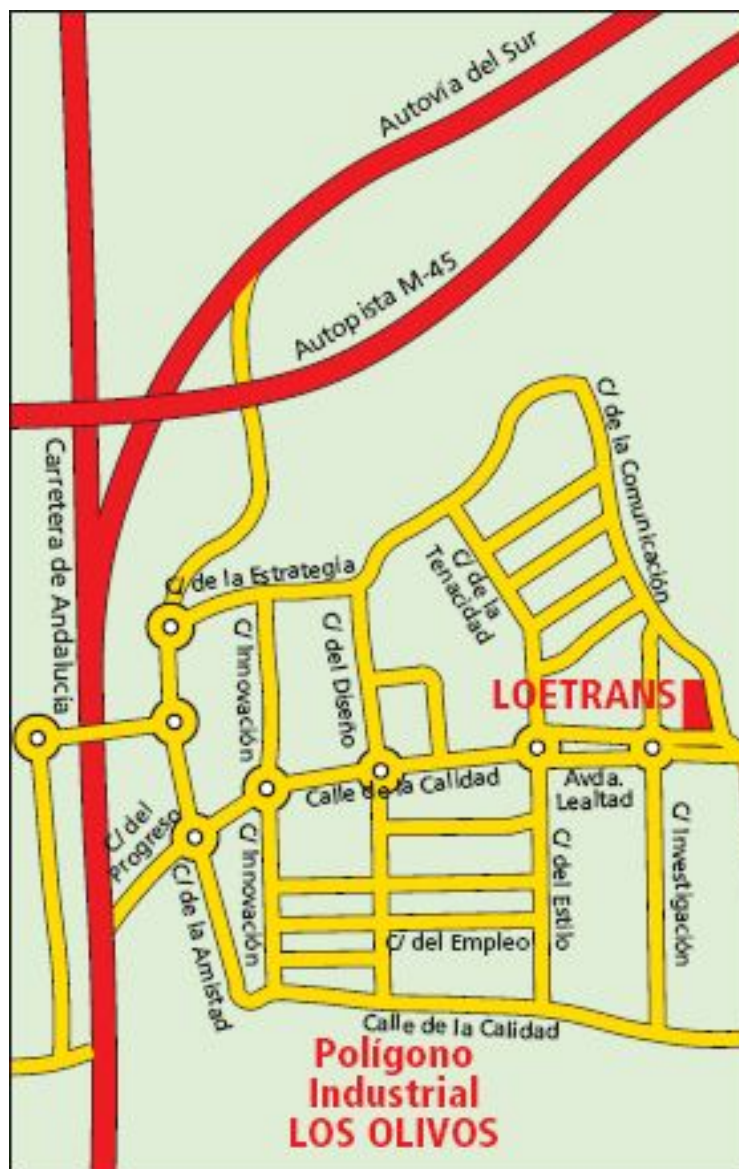 Autovía del Sur
Autopista M-45
Carretera de Andalucía
C/ de la Comunicación
C/ de la Estrategia
C/ de la
Tenacidad
C/ Innovación
C/ del Diseño
LOETRANS
Calle de la Calidad
Avda.
Lealtad
C/ del
Progreso
C/ de la Amistad
C/ Innovación
C/ del Estilo
C/ Investigación
C/ del Empleo
Calle de la Calidad
Polígono
Industrial
LOS OLIVOS